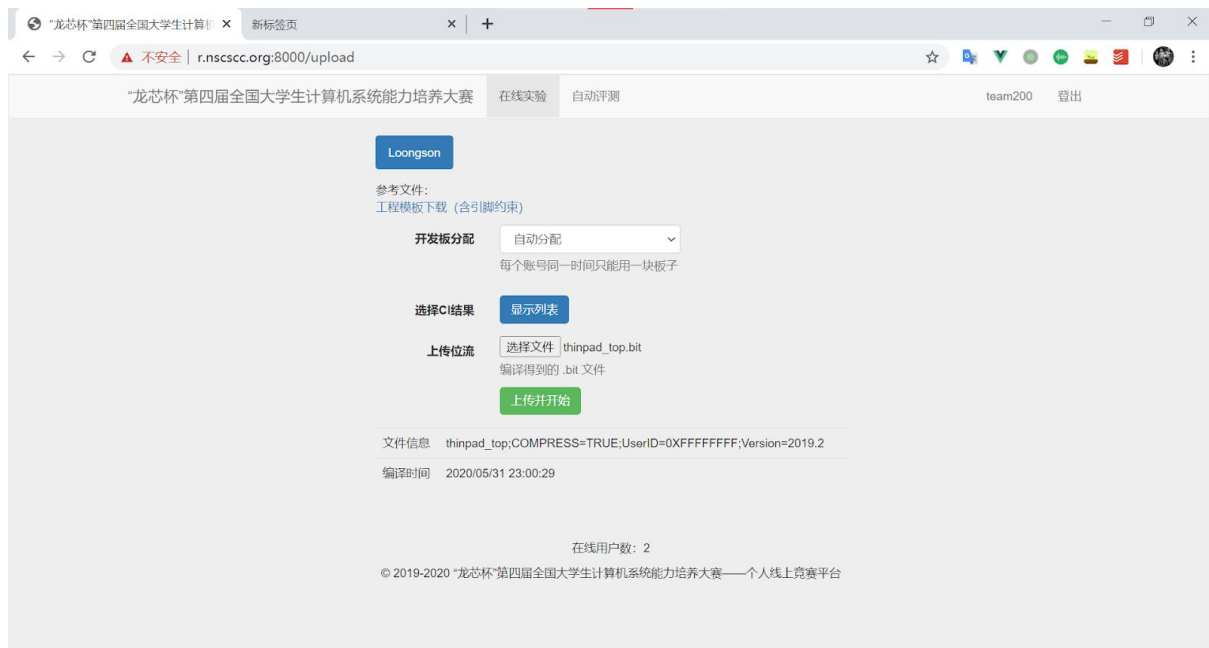 “龙芯杯”第四届全国大学生计算机
新标签页
不安全 | r.nscscc.org:8000/upload
“龙芯杯”第四届全国大学生计算机系统能力培养大赛 在线实验 自动评测 team200 登出
Loongson
参考文件:
工程模板下载 (含引脚约束)
开发板分配 自动分配
每个账号同一时间只能用一块板子
选择CI结果 显示列表
上传位流 选择文件 thinpad_top.bit
编译得到的 .bit 文件
上传并开始
文件信息 thinpad_top;COMPRESS=TRUE;UserID=0XFFFFFFFF;Version=2019.2
编译时间 2020/05/31 23:00:29
在线用户数: 2
© 2019-2020 “龙芯杯”第四届全国大学生计算机系统能力培养大赛——个人线上竞赛平台